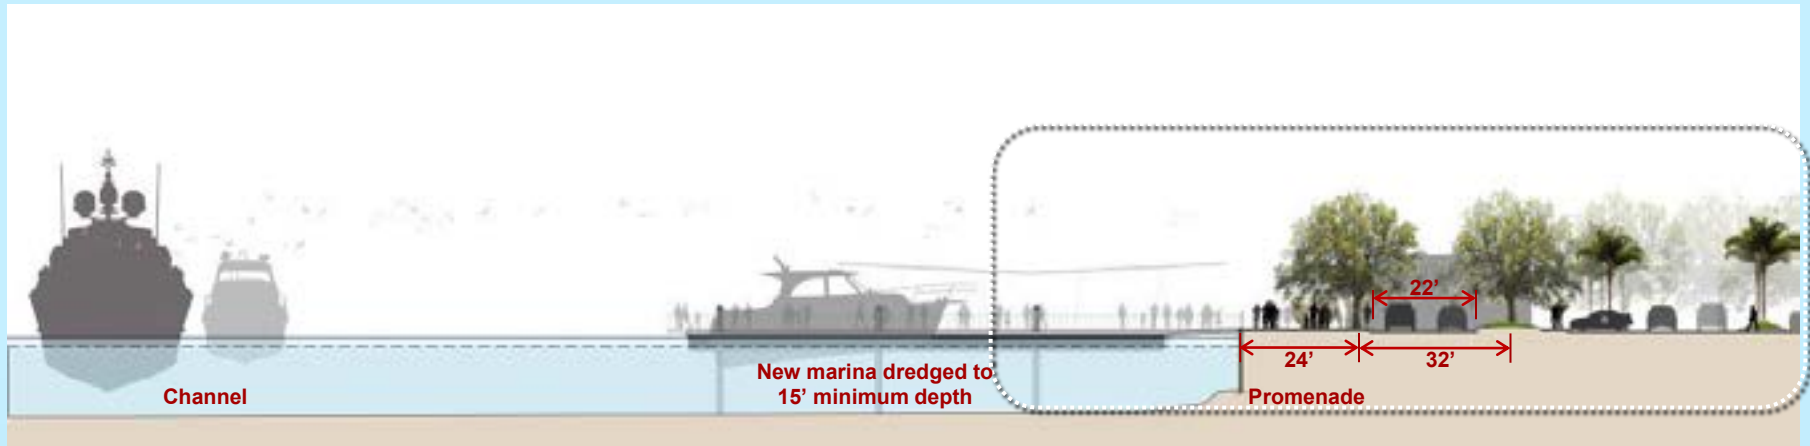 22’
24’
32’
New marina dredged to
15’ minimum depth
Channel
Promenade